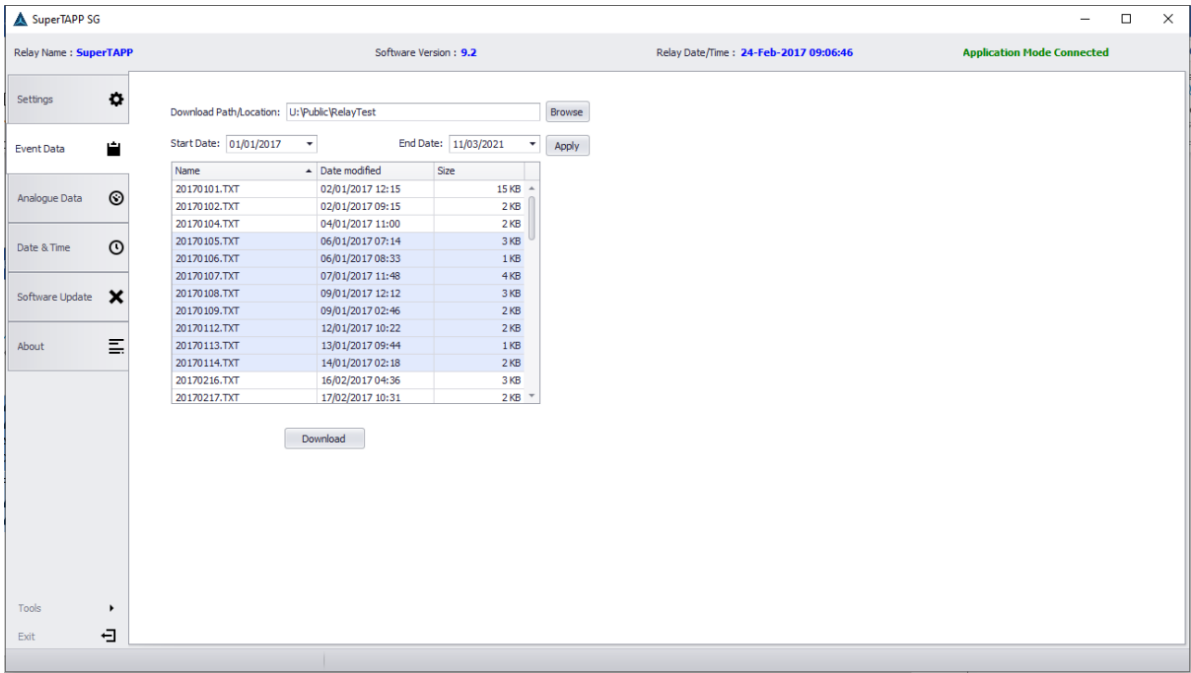 SuperTAPP SG
Relay Name : SuperTAPP Software Version : 9.2 Relay Date/Time : 24-Feb-2017 09:06:46 Application Mode Connected
Settings
Event Data
Analogue Data
Date & Time
Software Update
About
Tools
Exit
Download Path/Location: U:\Public\RelayTest Browse
Start Date: 01/01/2017 End Date: 11/03/2021 Apply
Name Date modified Size
20170101.TXT 02/01/2017 12:15 15 KB
20170102.TXT 02/01/2017 09:15 2 KB
20170104.TXT 04/01/2017 11:00 2 KB
20170105.TXT 06/01/2017 07:14 3 KB
20170106.TXT 06/01/2017 08:33 1 KB
20170107.TXT 07/01/2017 11:48 4 KB
20170108.TXT 09/01/2017 12:12 3 KB
20170109.TXT 09/01/2017 02:46 2 KB
20170112.TXT 12/01/2017 10:22 2 KB
20170113.TXT 13/01/2017 09:44 1 KB
20170114.TXT 14/01/2017 02:18 2 KB
20170216.TXT 16/02/2017 04:36 3 KB
20170217.TXT 17/02/2017 10:31 2 KB
Download